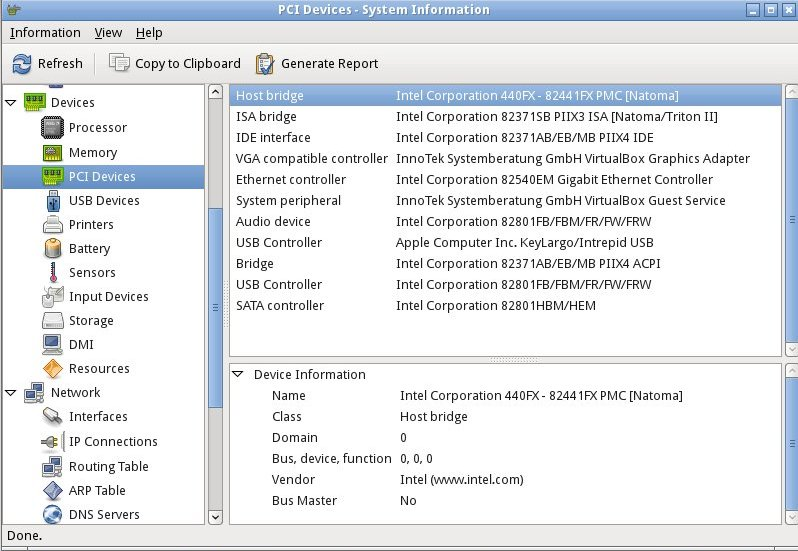 PCI Devices - System Information
Information View Help
Refresh Copy to Clipboard Generate Report
Devices
Processor
Memory
PCI Devices
USB Devices
Printers
Battery
Sensors
Input Devices
Storage
DMI
Resources
Network
Interfaces
IP Connections
Routing Table
ARP Table
DNS Servers
Host bridge Intel Corporation 440FX - 82441FX PMC [Natoma]
ISA bridge Intel Corporation 82371SB PIIX3 ISA [Natoma/Triton II]
IDE interface Intel Corporation 82371AB/EB/MB PIIX4 IDE
VGA compatible controller InnoTek Systemberatung GmbH VirtualBox Graphics Adapter
Ethernet controller Intel Corporation 82540EM Gigabit Ethernet Controller
System peripheral InnoTek Systemberatung GmbH VirtualBox Guest Service
Audio device Intel Corporation 82801FB/FBM/FR/FW/FRW
USB Controller Apple Computer Inc. KeyLargo/Intrepid USB
Bridge Intel Corporation 82371AB/EB/MB PIIX4 ACPI
USB Controller Intel Corporation 82801FB/FBM/FR/FW/FRW
SATA controller Intel Corporation 82801HBM/HEM
Device Information
Name Intel Corporation 440FX - 82441FX PMC [Natoma]
Class Host bridge
Domain 0
Bus, device, function 0, 0, 0
Vendor Intel (www.intel.com)
Bus Master No
Done.